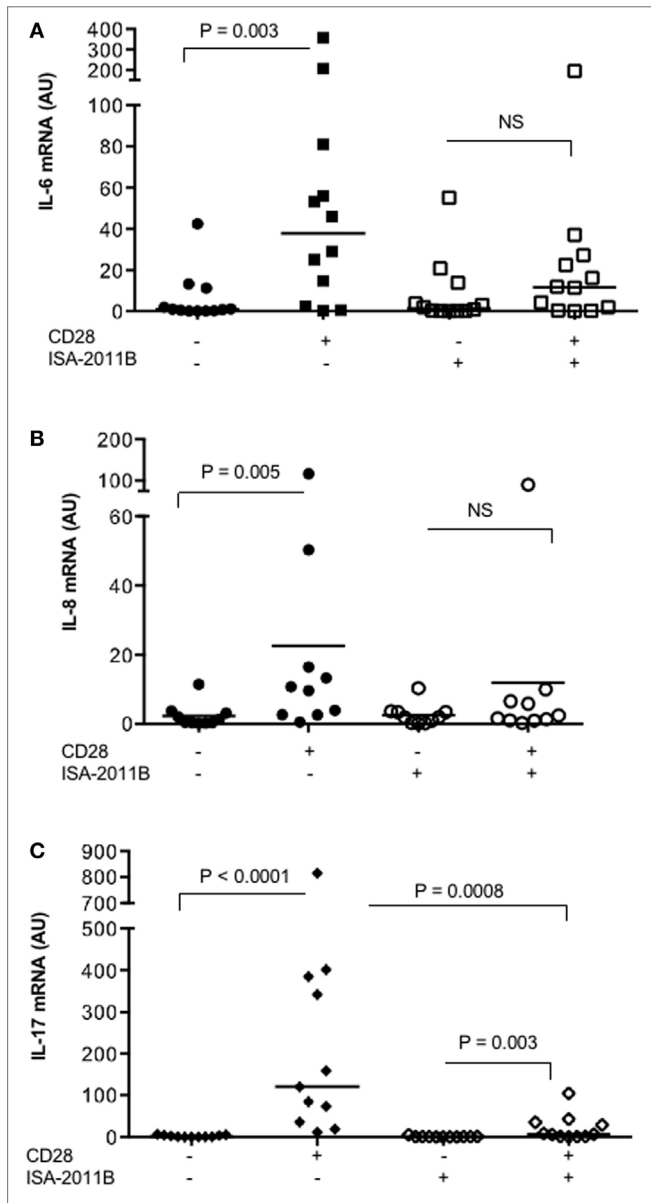 A
P = 0.003
NS
IL-6 mRNA (AU)
400
300
200
100
80
60
40
20
0
CD28 - + - +
ISA-2011B - - + +
B
P = 0.005
NS
IL-8 mRNA (AU)
200
100
60
40
20
0
CD28 - + - +
ISA-2011B - - + +
C
P < 0.0001
P = 0.0008
P = 0.003
IL-17 mRNA (AU)
900
800
700
500
400
300
200
100
0
CD28 - + - +
ISA-2011B - - + +